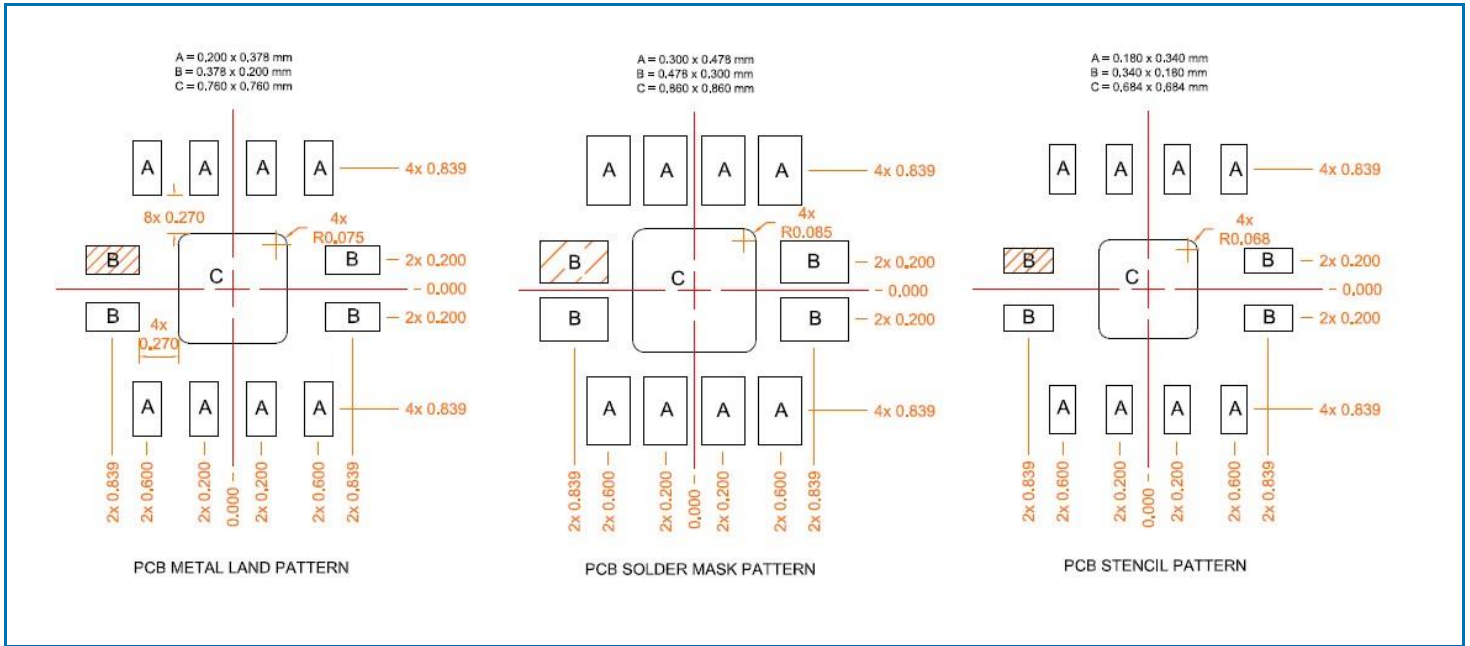 A = 0.200 x 0.378 mm
B = 0.378 x 0.200 mm
C = 0.760 x 0.760 mm
A
A
A
A
4x 0.839
8x 0.270
4x
R0.075
B
C
B
2x 0.200
0.000
B
B
2x 0.200
4x
0.270
A
A
A
A
4x 0.839
2x 0.839
2x 0.600
2x 0.200
0.000
2x 0.200
2x 0.600
2x 0.839
PCB METAL LAND PATTERN
A = 0.300 x 0.478 mm
B = 0.478 x 0.300 mm
C = 0.860 x 0.860 mm
A
A
A
A
4x 0.839
4x
R0.085
B
C
B
2x 0.200
0.000
B
B
2x 0.200
A
A
A
A
4x 0.839
2x 0.839
2x 0.600
2x 0.200
0.000
2x 0.200
2x 0.600
2x 0.839
PCB SOLDER MASK PATTERN
A = 0.180 x 0.340 mm
B = 0.340 x 0.180 mm
C = 0.684 x 0.684 mm
A
A
A
A
4x 0.839
4x
R0.068
B
C
B
2x 0.200
0.000
B
B
2x 0.200
A
A
A
A
4x 0.839
2x 0.839
2x 0.600
2x 0.200
0.000
2x 0.200
2x 0.600
2x 0.839
PCB STENCIL PATTERN